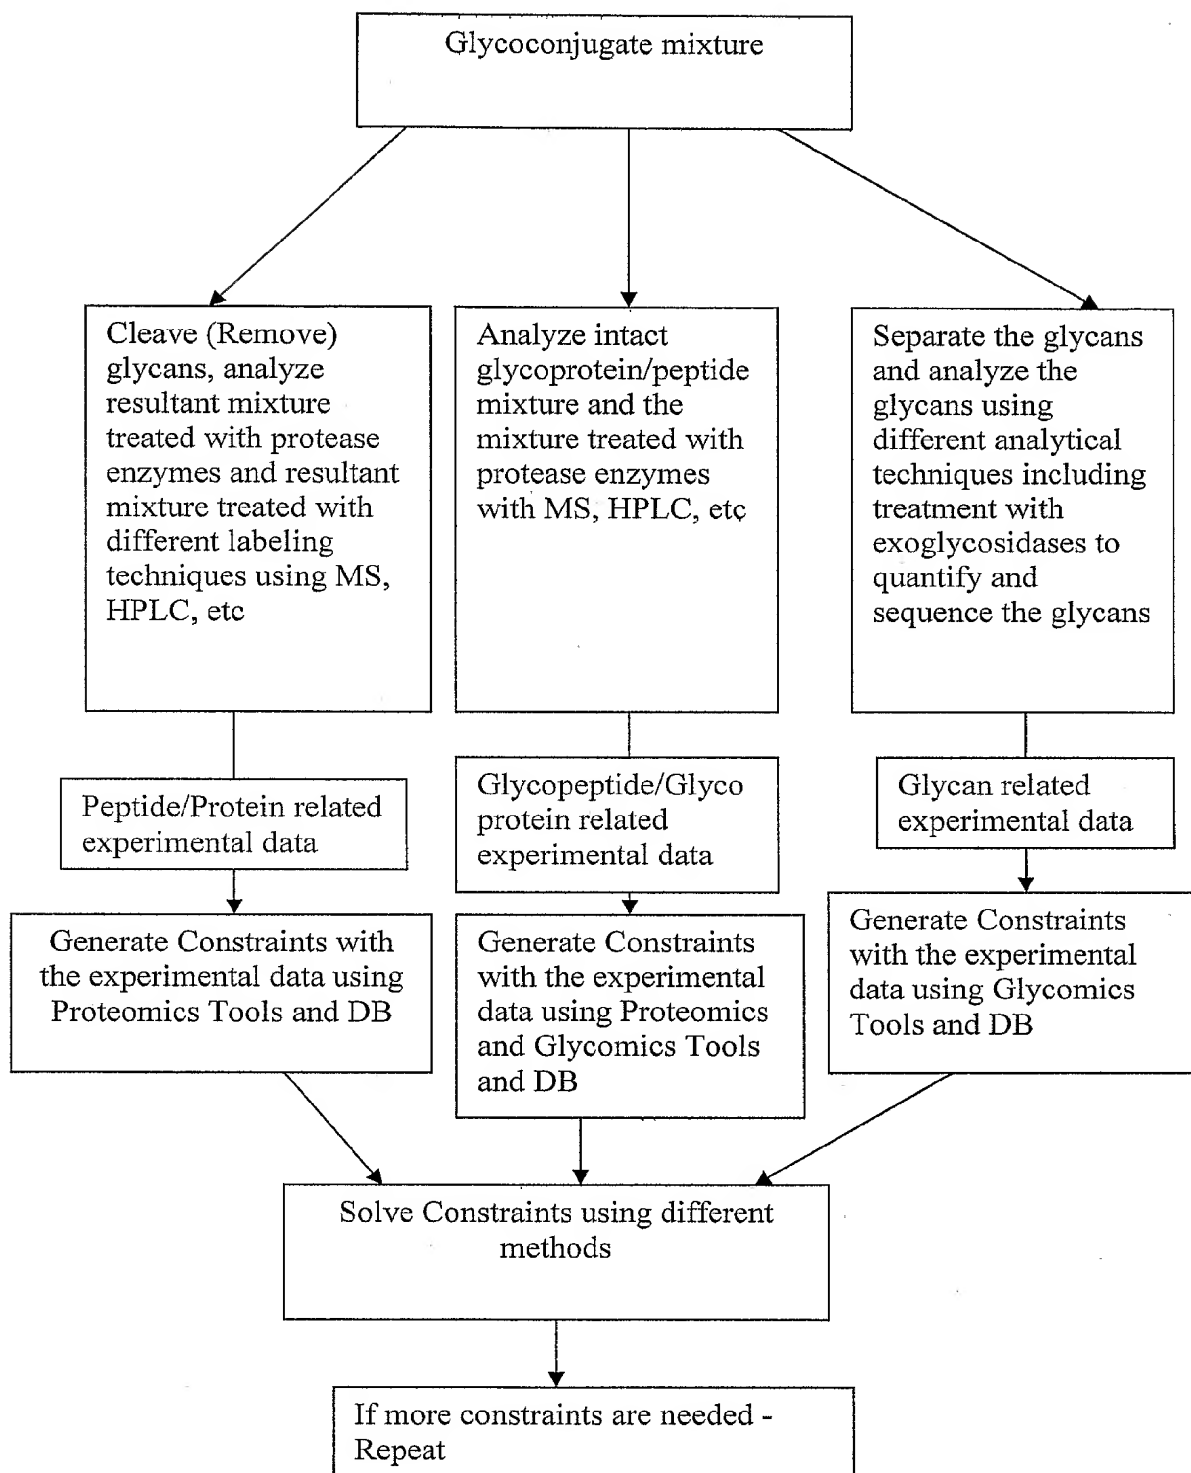 Glycoconjugate mixture
Cleave (Remove)
glycans, analyze
resultant mixture
treated with protease
enzymes and resultant
mixture treated with
different labeling
techniques using MS,
HPLC, etc
Analyze intact
glycoprotein/peptide
mixture and the
mixture treated with
protease enzymes
with MS, HPLC, etc
Separate the glycans
and analyze the
glycans using
different analytical
techniques including
treatment with
exoglycosidases to
quantify and
sequence the glycans
Peptide/Protein related
experimental data
Glycopeptide/Glyco
protein related
experimental data
Glycan related
experimental data
Generate Constraints with
the experimental data using
Proteomics Tools and DB
Generate Constraints
with the experimental
data using Proteomics
and Glycomics Tools
and DB
Generate Constraints
with the experimental
data using Glycomics
Tools and DB
Solve Constraints using different
methods
If more constraints are needed -
Repeat